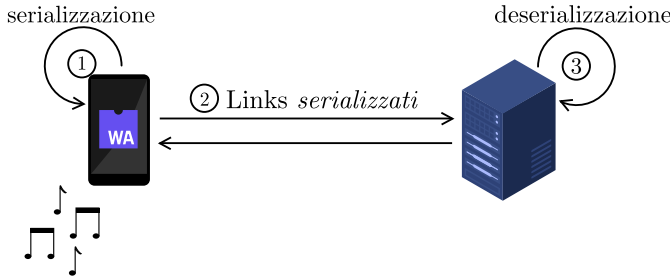 serializzazione
deserializzazione
1
3
2 Links serializzati
WA